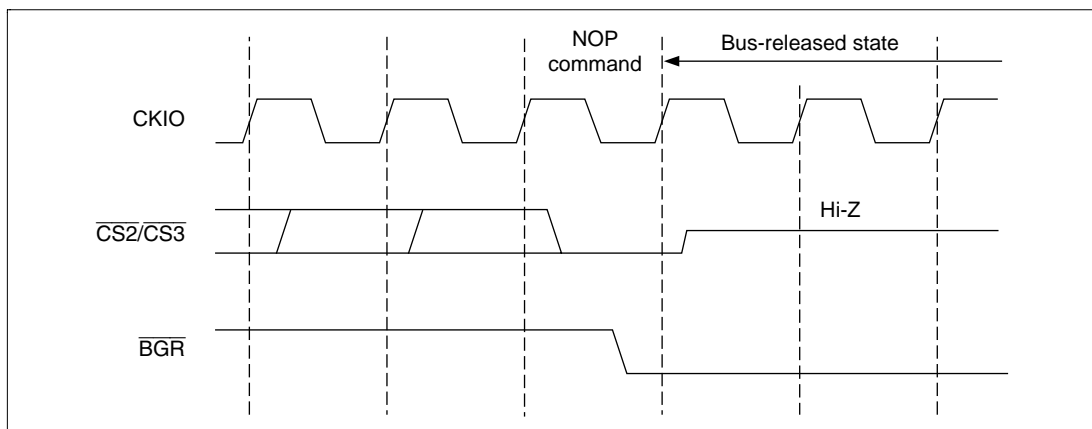 NOP
command
Bus-released state
CKIO
Hi-Z
CS2/CS3
BGR